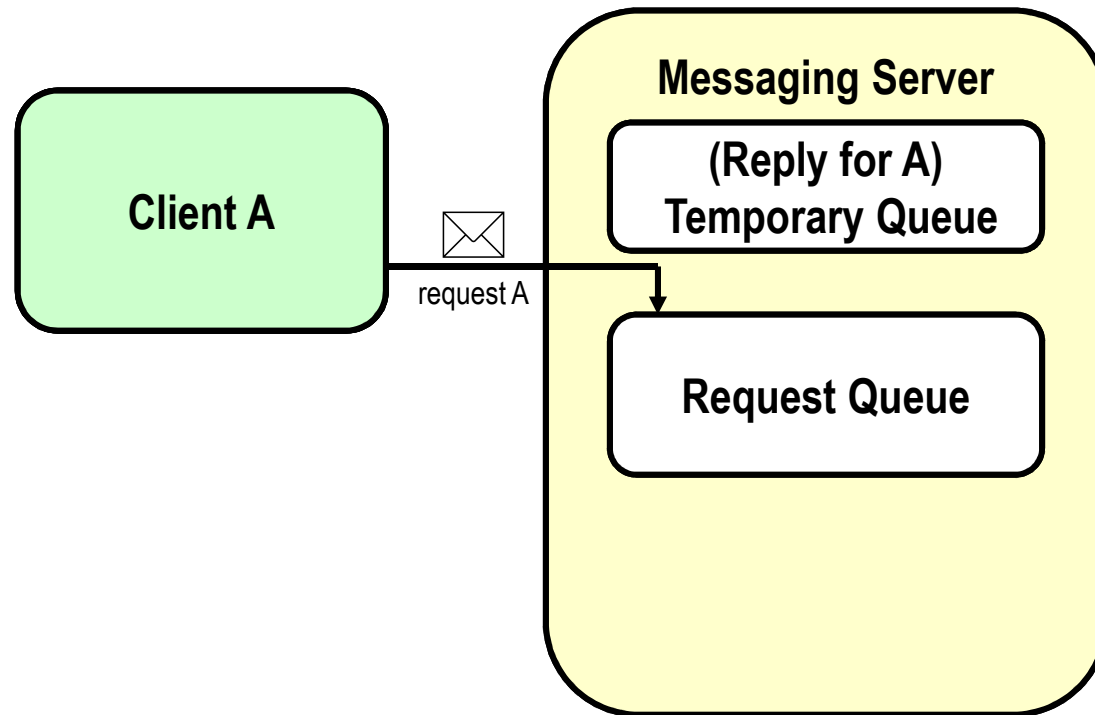 Messaging Server
(Reply for A)
Temporary Queue
Client A
request A
Request Queue